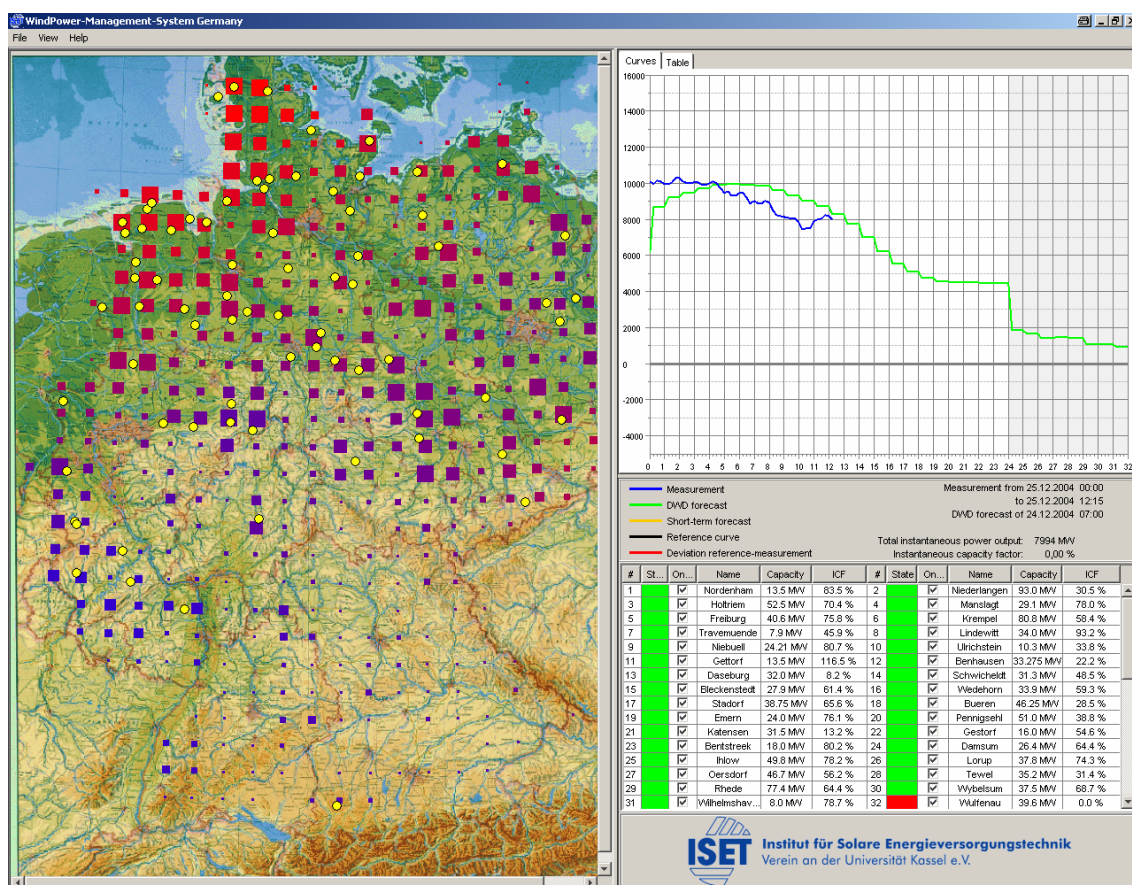 WindPower-Management-System Germany
File View Help
Curves Table
16000
14000
12000
10000
8000
6000
4000
2000
0
-2000
-4000
0 1 2 3 4 5 6 7 8 9 10 11 12 13 14 15 16 17 18 19 20 21 22 23 24 25 26 27 28 29 30 31 32
Measurement
DWD forecast
Short-term forecast
Reference curve
Deviation reference-measurement
Measurement from 25.12.2004 00:00
to 25.12.2004 12:15
DWD forecast of 24.12.2004 07:00
Total instantaneous power output: 7994 MW
Instantaneous capacity factor: 0,00 %
# St... On... Name Capacity ICF # State On... Name Capacity ICF
1 Nordenham 13.5 MW 83.5 % 2 Niederlangen 93.0 MW 30.5 %
3 Holtriem 52.5 MW 70.4 % 4 Manslagt 29.1 MW 78.0 %
5 Freiburg 40.6 MW 75.8 % 6 Krempel 80.8 MW 58.4 %
7 Travemuende 7.9 MW 45.9 % 8 Lindewitt 34.0 MW 93.2 %
9 Niebuell 24.21 MW 80.7 % 10 Ulrichstein 10.3 MW 33.8 %
11 Gettorf 13.5 MW 116.5 % 12 Benhausen 33.275 MW 22.2 %
13 Daseburg 32.0 MW 8.2 % 14 Schwicheldt 31.3 MW 48.5 %
15 Bleckenstedt 27.9 MW 61.4 % 16 Wedehorn 33.9 MW 59.3 %
17 Stadorf 38.75 MW 65.6 % 18 Bueren 46.25 MW 28.5 %
19 Emern 24.0 MW 76.1 % 20 Pennigsehl 51.0 MW 38.8 %
21 Katensen 31.5 MW 13.2 % 22 Gestorf 16.0 MW 54.6 %
23 Bentstreek 18.0 MW 80.2 % 24 Damsum 26.4 MW 64.4 %
25 Ihlow 49.8 MW 78.2 % 26 Lorup 37.8 MW 74.3 %
27 Oersdorf 46.7 MW 56.2 % 28 Tewel 35.2 MW 31.4 %
29 Rhede 77.4 MW 64.4 % 30 Wybelsum 37.5 MW 68.7 %
31 Wilhelmshav... 8.0 MW 78.7 % 32 Wulfenau 39.6 MW 0.0 %
ISET
Institut für Solare Energieversorgungstechnik
Verein an der Universität Kassel e.V.